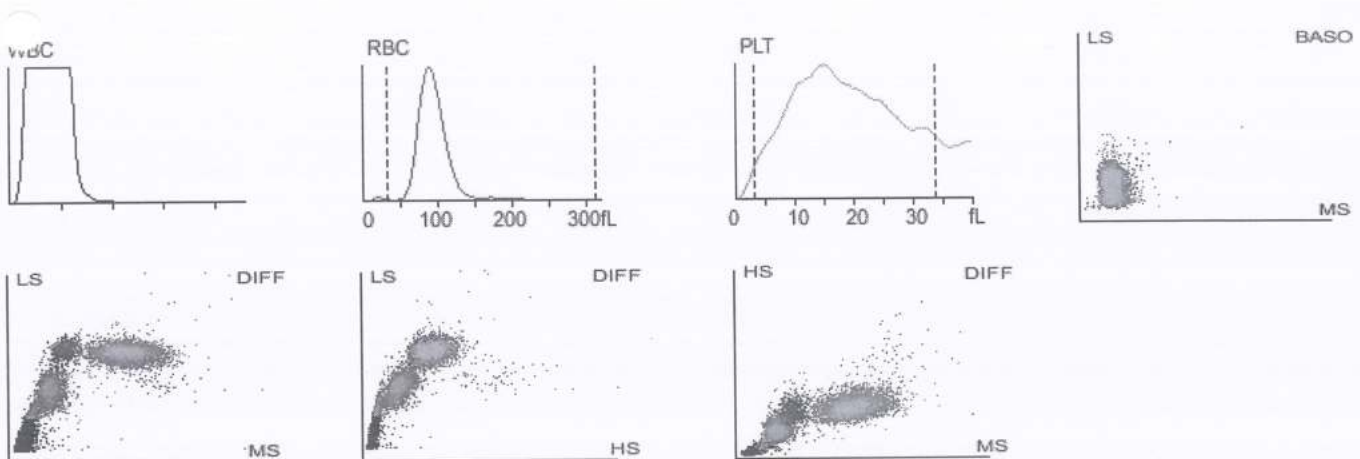 WBC
RBC
0 100 200 300fL
PLT
0 10 20 30 fL
LS BASO
MS
LS DIFF
MS
LS DIFF
HS
HS DIFF
MS